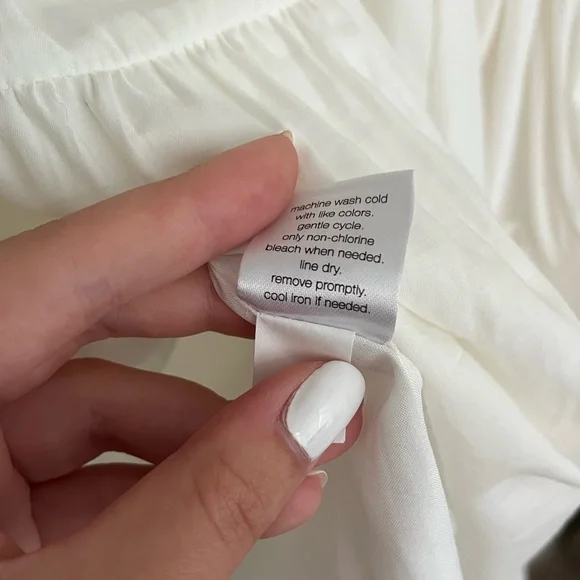 machine wash cold
with like colors.
gentle cycle.
only non-chlorine
bleach when needed.
line dry.
remove promptly.
cool iron if needed.